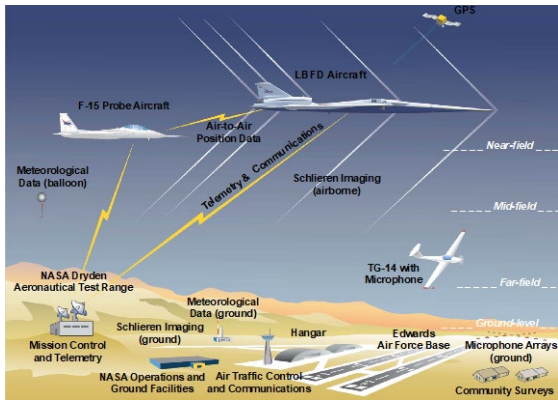 GPS
LBFD Aircraft
F-15 Probe Aircraft
Air-to-Air
Position Data
Telemetry & Communications
Near-field
Meteorological
Data (balloon)
Schlieren Imaging
(airborne)
Mid-field
TG-14 with
Microphone
NASA Dryden
Aeronautical Test Range
Far-field
Meteorological
Data (ground)
Ground-level
Mission Control
and Telemetry
Schlieren Imaging
(ground)
Hangar
Edwards
Air Force Base
Microphone Arrays
(ground)
NASA Operations and
Ground Facilities
Air Traffic Control
and Communications
Community Surveys